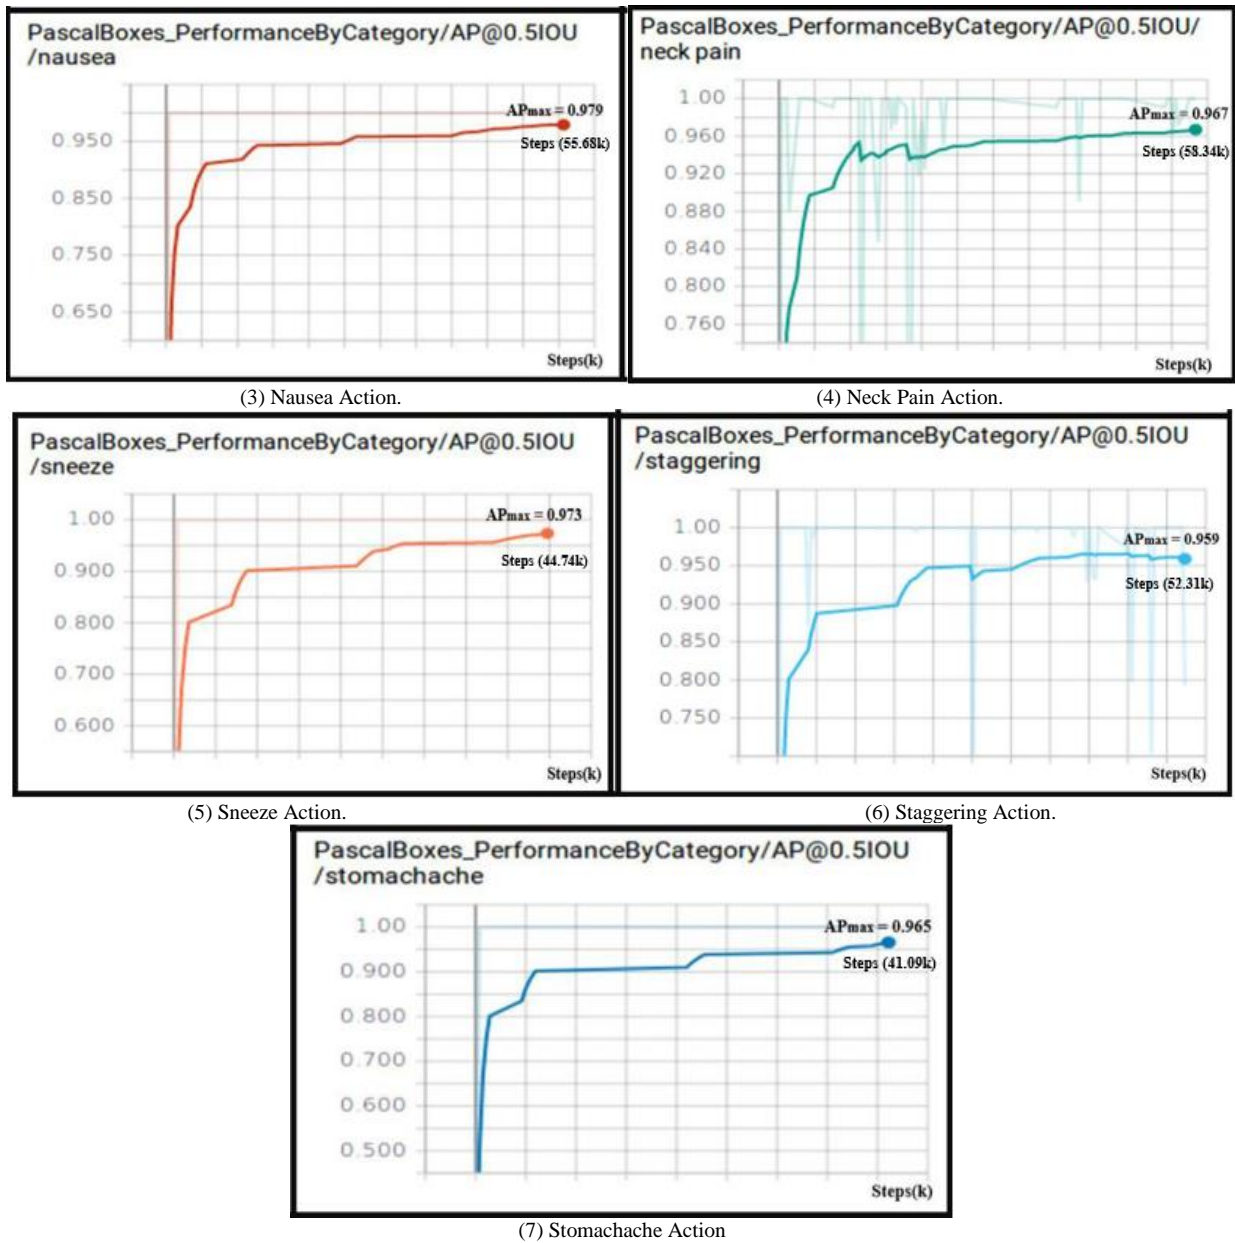 PascalBoxes_PerformanceByCategory/AP@0.5IOU
/nausea
APmax = 0.979
0.950
Steps (55.68k)
0.850
0.750
0.650
Steps(k)
(3) Nausea Action.
PascalBoxes_PerformanceByCategory/AP@0.5IOU/
neck pain
1.00
APmax = 0.967
0.960
Steps (58.34k)
0.920
0.880
0.840
0.800
0.760
Steps(k)
(4) Neck Pain Action.
PascalBoxes_PerformanceByCategory/AP@0.5IOU
/sneeze
1.00
APmax = 0.973
Steps (44.74k)
0.900
0.800
0.700
0.600
Steps(k)
(5) Sneeze Action.
PascalBoxes_PerformanceByCategory/AP@0.5IOU
/staggering
1.00
APmax = 0.959
0.950
Steps (52.31k)
0.900
0.850
0.800
0.750
Steps(k)
(6) Staggering Action.
PascalBoxes_PerformanceByCategory/AP@0.5IOU
/stomachache
1.00
APmax = 0.965
Steps (41.09k)
0.900
0.800
0.700
0.600
0.500
Steps(k)
(7) Stomachache Action